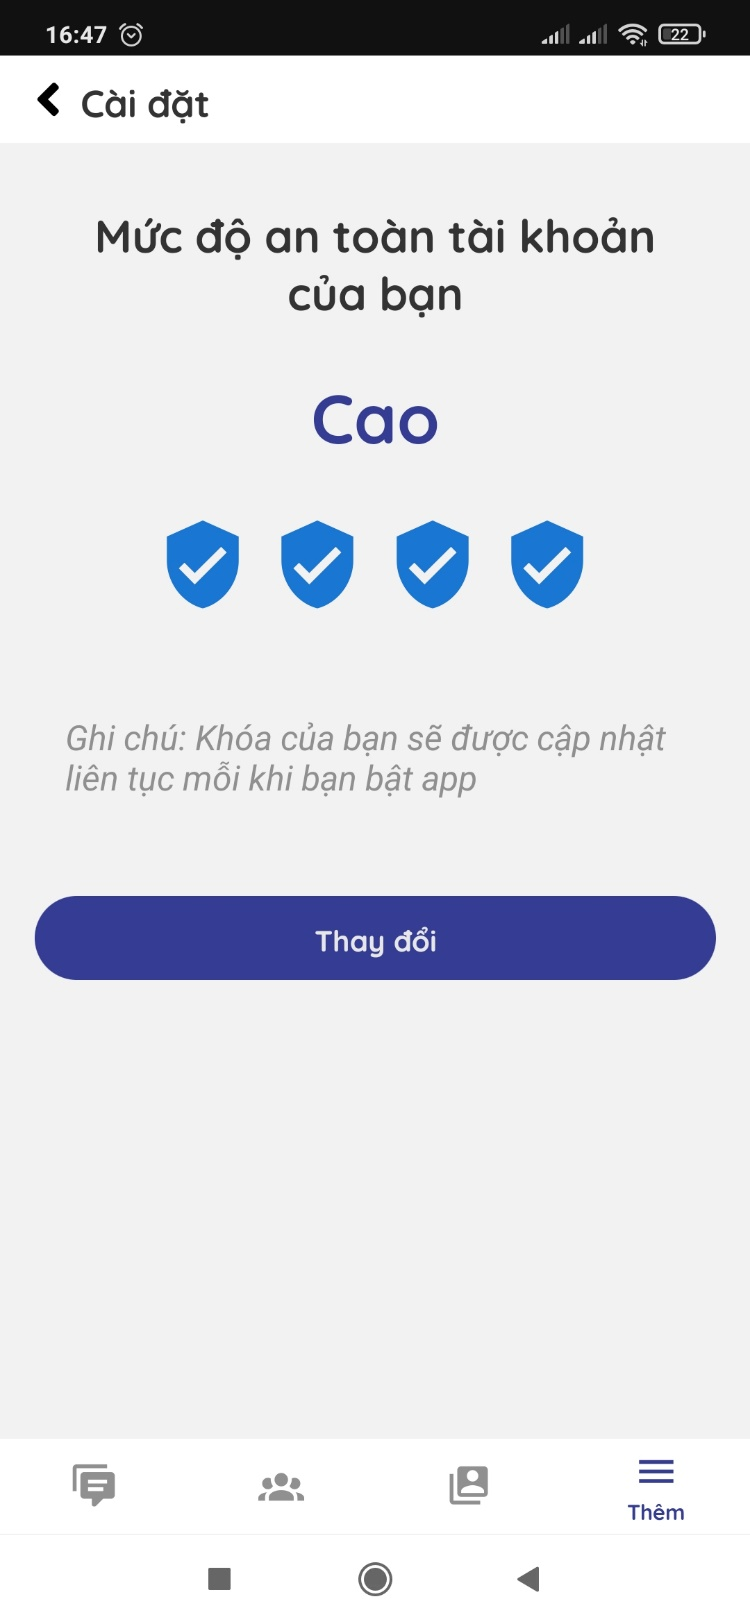 16:47
22
Cài đặt
Mức độ an toàn tài khoản
của bạn
Cao
Ghi chú: Khóa của bạn sẽ được cập nhật
liên tục mỗi khi bạn bật app
Thay đổi
Thêm